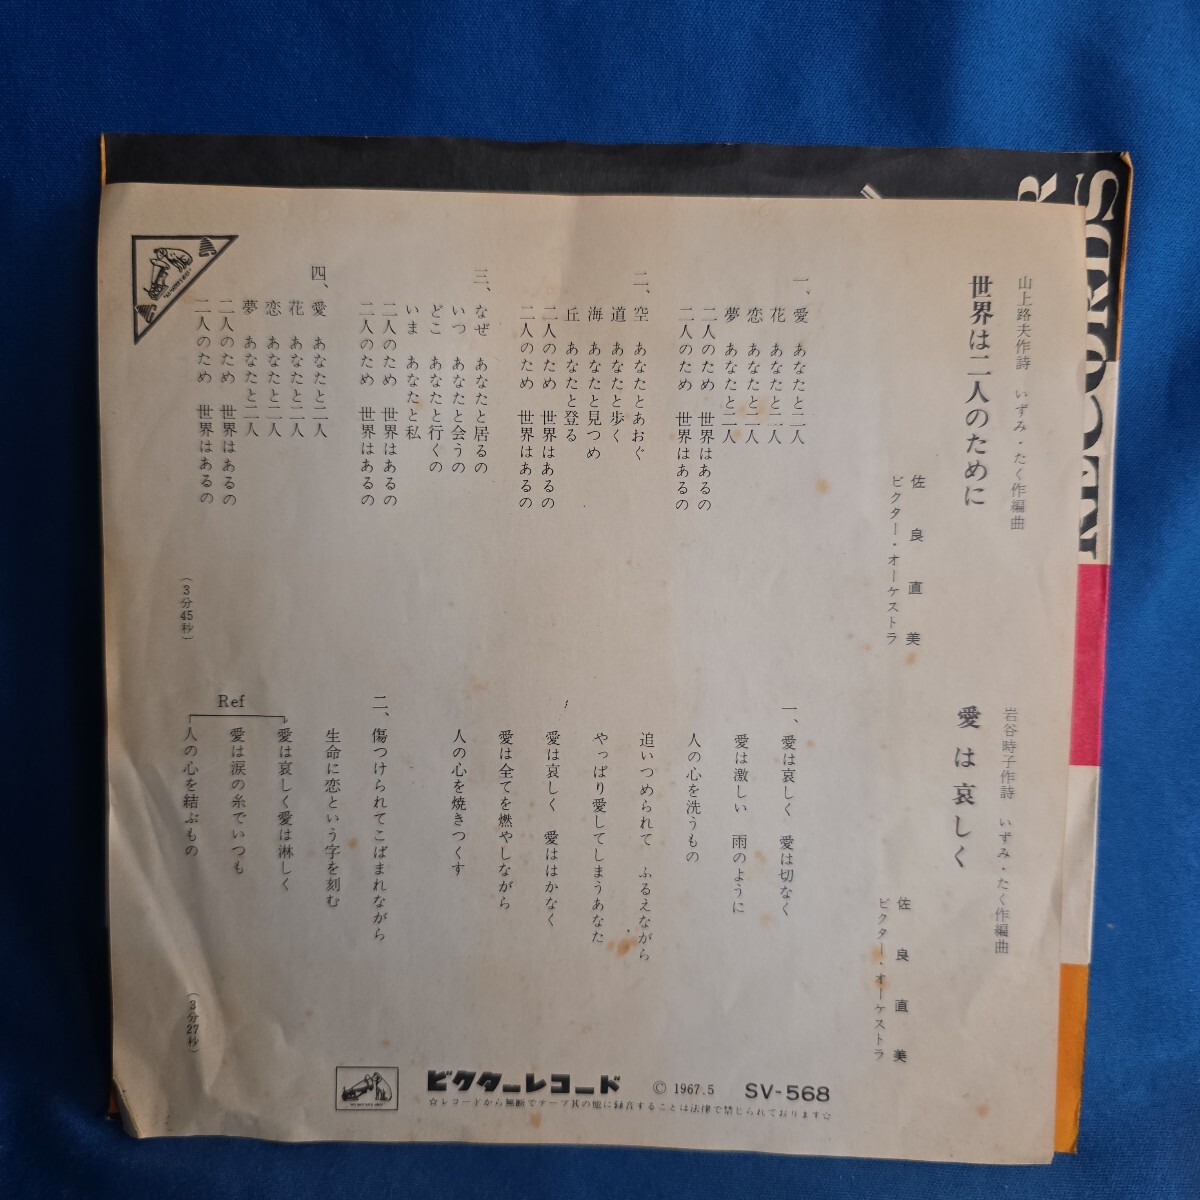 山上路夫作詩　いずみ・たく作編曲
世界は二人のために
佐良直美
ビクター・オーケストラ
一、愛　あなたと二人
花　あなたと二人
恋　あなたと二人
夢　あなたと二人
二人のため　世界はあるの
二人のため　世界はあるの
二、空　あなたとあおぐ
道　あなたと歩く
海　あなたと見つめ
丘　あなたと登る
二人のため　世界はあるの
二人のため　世界はあるの
三、なぜ　あなたと居るの
いつ　あなたと会うの
どこ　あなたと行くの
いま　あなたと私
二人のため　世界はあるの
二人のため　世界はあるの
四、愛　あなたと二人
花　あなたと二人
恋　あなたと二人
夢　あなたと二人
二人のため　世界はあるの
二人のため　世界はあるの
（3分45秒）
岩谷時子作詩　いずみ・たく作編曲
愛は哀しく
佐良直美
ビクター・オーケストラ
一、愛は哀しく　愛は切なく
愛は激しい　雨のように
人の心を洗うもの
追いつめられて　ふるえながら
やっぱり愛してしまうあなた
愛は哀しく　愛ははかなく
愛は全てを燃やしながら
人の心を焼きつくす
二、傷つけられてこばまれながら
生命に恋という字を刻む
Ref
愛は哀しく愛は淋しく
愛は涙の糸でいつも
人の心を結ぶもの
（3分27秒）
ビクターレコード　Ⓒ 1967.5　SV-568
☆レコードから無断でテープ其の他に録音することは法律で禁じられております☆